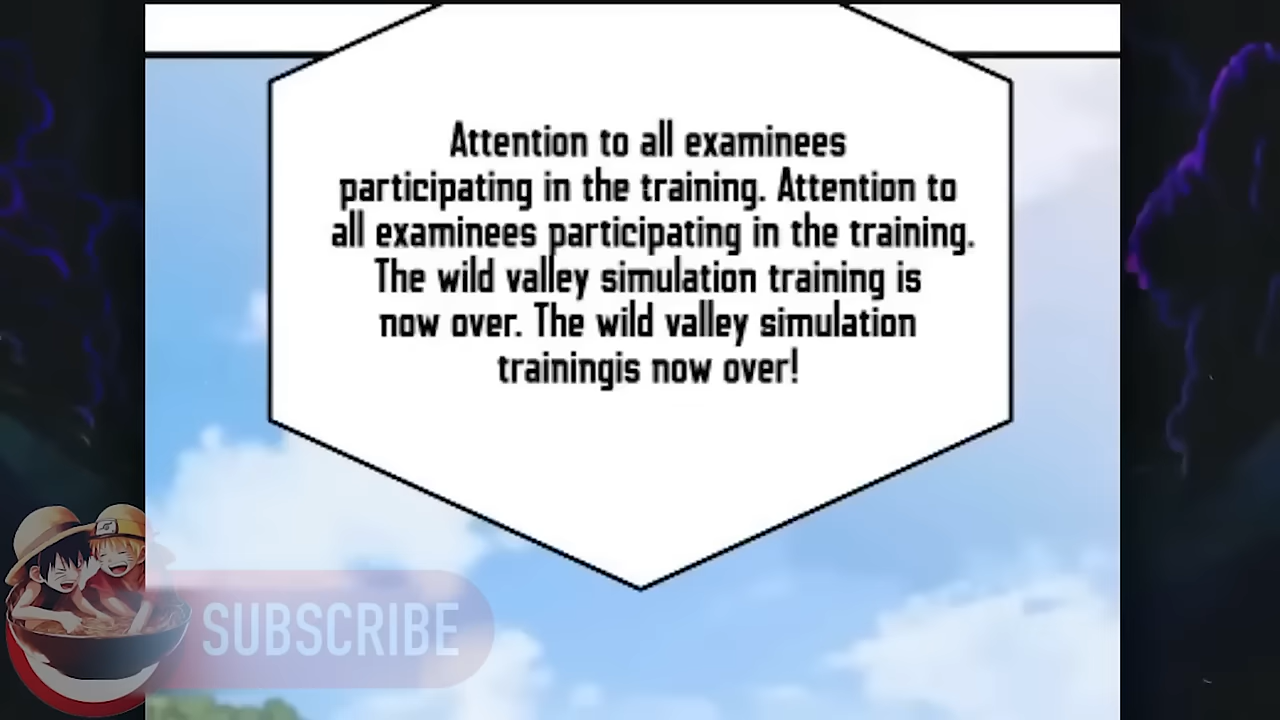 Attention to all examinees
participating in the training. Attention to
all examinees participating in the training.
The wild valley simulation training is
now over. The wild valley simulation
trainingis now over!
SUBSCRIBE